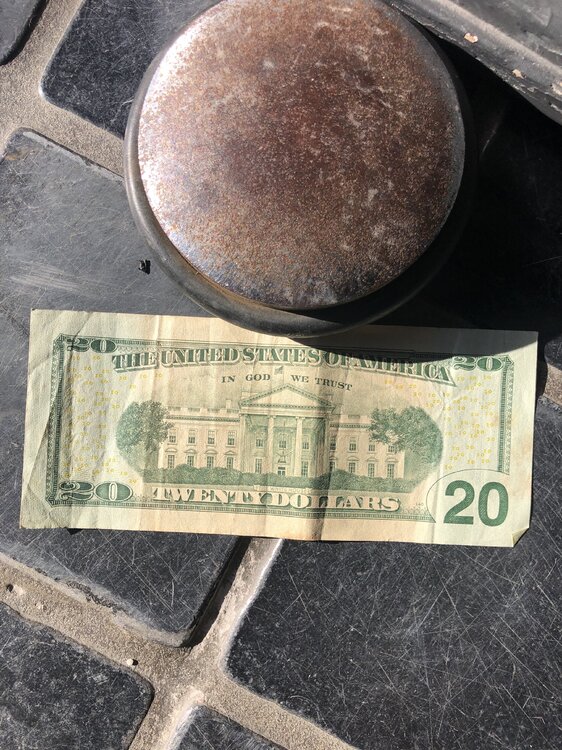 20 20
THE UNITED STATES OF AMERICA
IN GOD WE TRUST
20 TWENTY DOLLARS 20